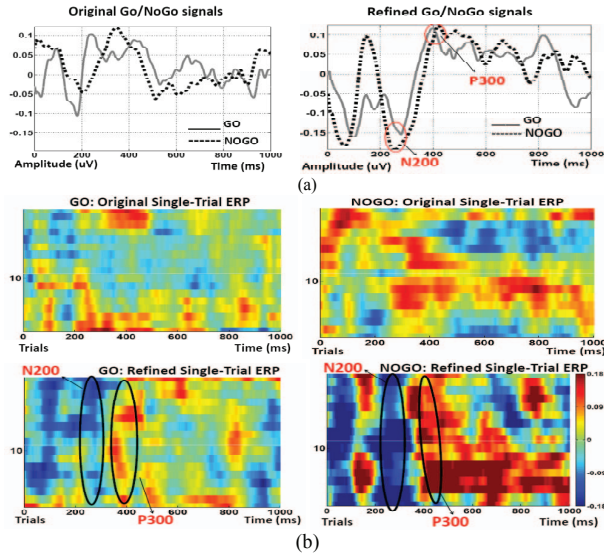 Original Go/NoGo signals
Refined Go/NoGo signals
0.1
0.05
0
-0.05
-0.1
-0.15
GO
NOGO
0 200 400 600 800 1000
Amplitude (uV) Time (ms)
0.1
0.05
0
-0.05
-0.1
-0.15
P300
GO
NOGO
0 200 400 600 800 1000
Amplitude (uV) N200 Time (ms)
(a)
GO: Original Single-Trial ERP
NOGO: Original Single-Trial ERP
10
0 200 400 600 800 1000
Trials Time (ms)
10
0 200 400 600 800 1000
Trials Time (ms)
N200 GO: Refined Single-Trial ERP
N200 NOGO: Refined Single-Trial ERP
10
0 200 400 600 800 1000
Trials P300 Time (ms)
10
0 200 400 600 800 1000
Trials P300 Time (ms)
0.18
0.09
0
-0.09
-0.18
(b)